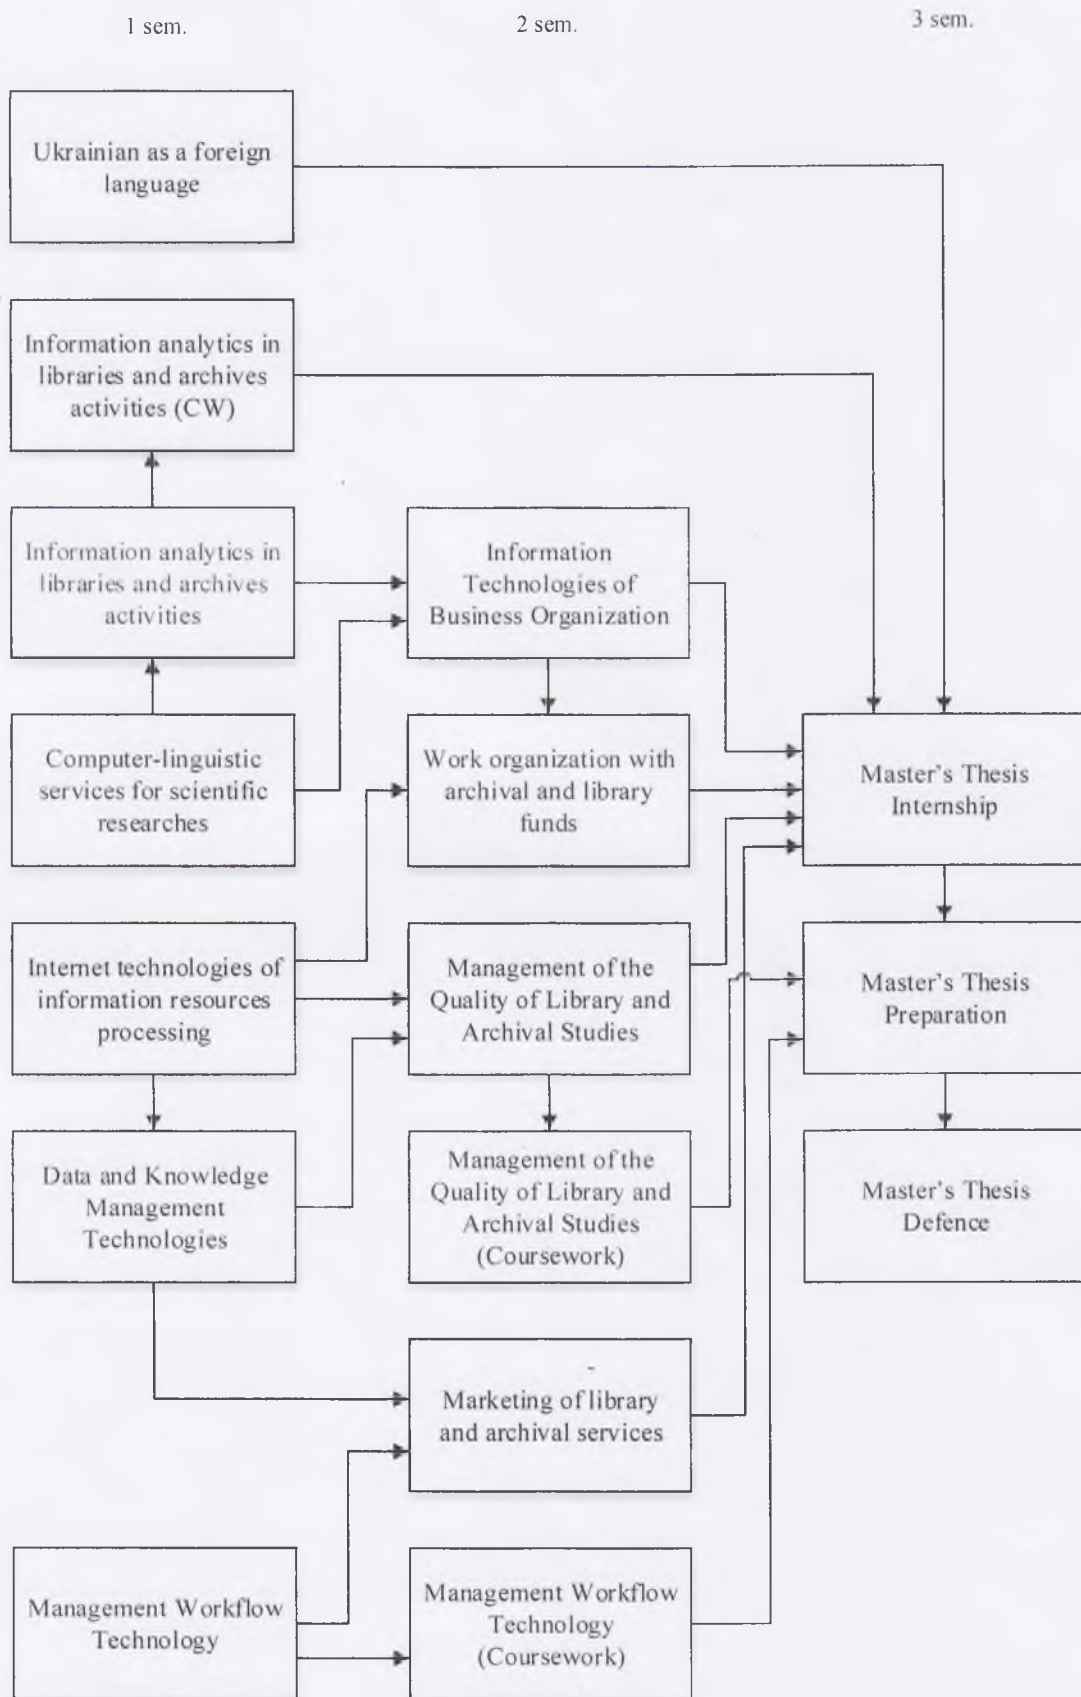 1 sem.
2 sem.
3 sem.
Ukrainian as a foreign
language
Information analytics in
libraries and archives
activities (CW)
Information analytics in
libraries and archives
activities
Information
Technologies of
Business Organization
Computer-linguistic
services for scientific
researches
Work organization with
archival and library
funds
Master's Thesis
Internship
Internet technologies of
information resources
processing
Management of the
Quality of Library and
Archival Studies
Master's Thesis
Preparation
Data and Knowledge
Management
Technologies
Management of the
Quality of Library and
Archival Studies
(Coursework)
Master's Thesis
Defence
Marketing of library
and archival services
Management Workflow
Technology
Management Workflow
Technology
(Coursework)